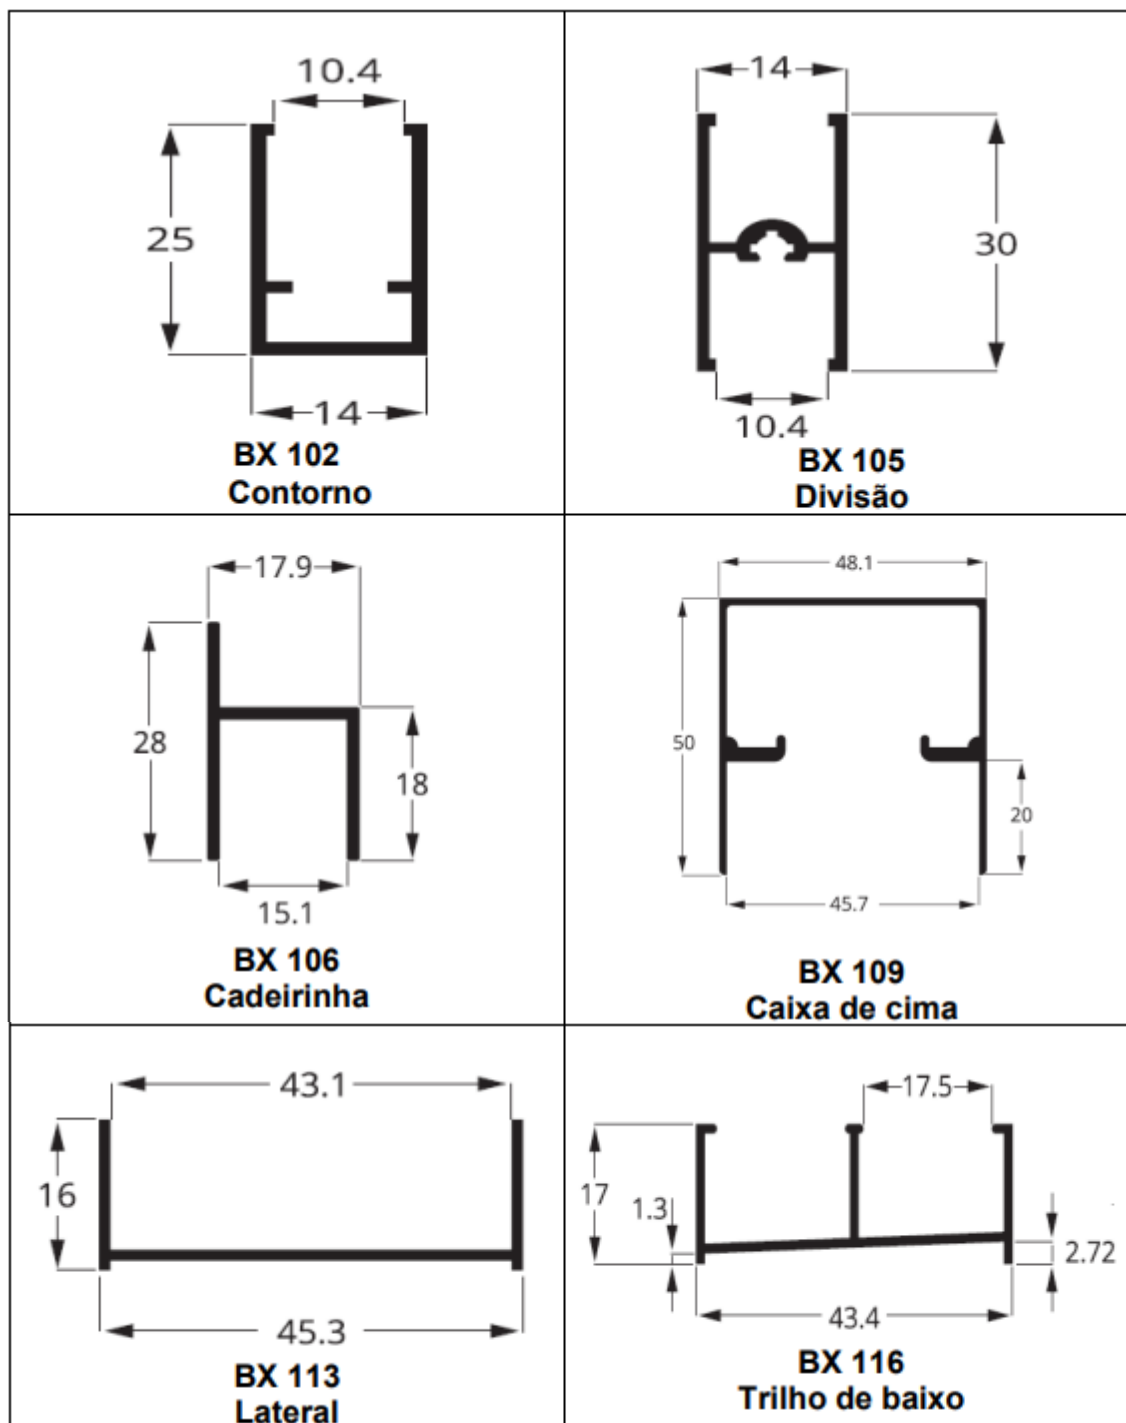 10.4
25
14
BX 102
Contorno
14
30
10.4
BX 105
Divisão
17.9
28
18
15.1
BX 106
Cadeirinha
48.1
50
20
45.7
BX 109
Caixa de cima
43.1
16
45.3
BX 113
Lateral
17.5
17
1.3
2.72
43.4
BX 116
Trilho de baixo